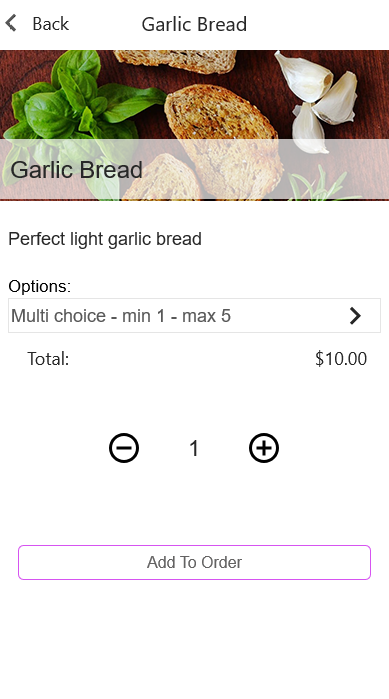 Back Garlic Bread
Garlic Bread
Perfect light garlic bread
Options:
Multi choice - min 1 - max 5
Total: $10.00
1
Add To Order